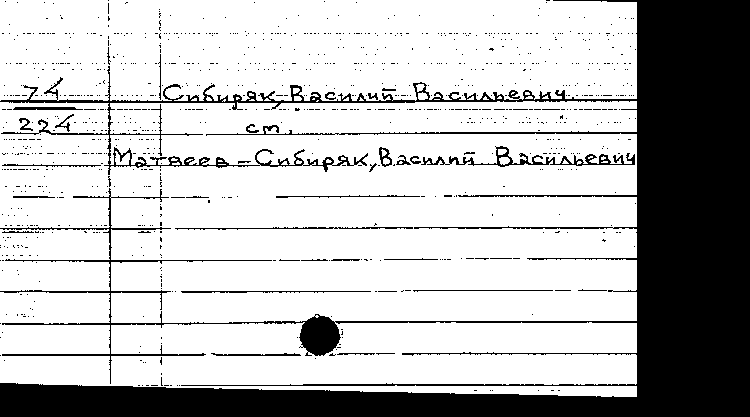 74 Сибиряк, Василий Васильевич.
224 см.
Матвеев-Сибиряк, Василий Васильевич